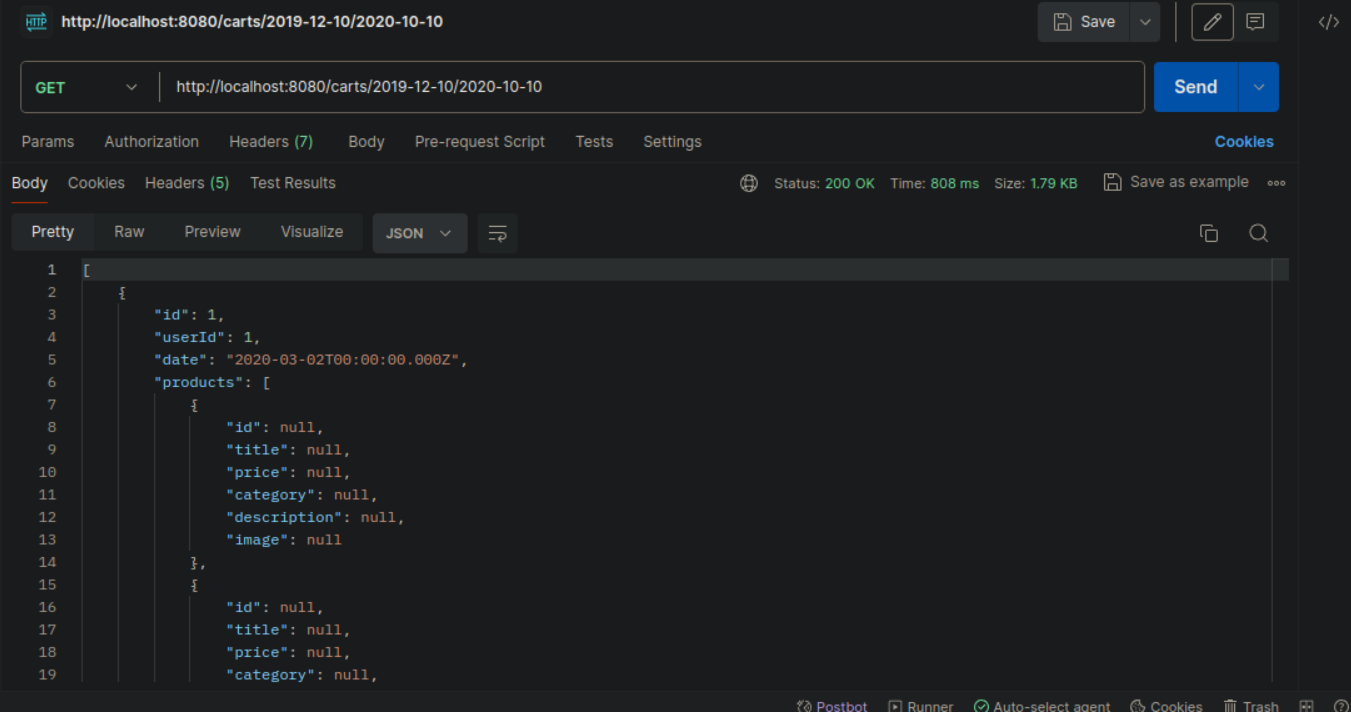 HTTP http://localhost:8080/carts/2019-12-10/2020-10-10 Save </>
GET http://localhost:8080/carts/2019-12-10/2020-10-10 Send
Params Authorization Headers (7) Body Pre-request Script Tests Settings Cookies
Body Cookies Headers (5) Test Results Status: 200 OK Time: 808 ms Size: 1.79 KB Save as example
Pretty Raw Preview Visualize JSON
1 [
2 {
3 "id": 1,
4 "userId": 1,
5 "date": "2020-03-02T00:00:00.000Z",
6 "products": [
7 {
8 "id": null,
9 "title": null,
10 "price": null,
11 "category": null,
12 "description": null,
13 "image": null
14 },
15 {
16 "id": null,
17 "title": null,
18 "price": null,
19 "category": null,
Postbot Runner Auto-select agent Cookies Trash